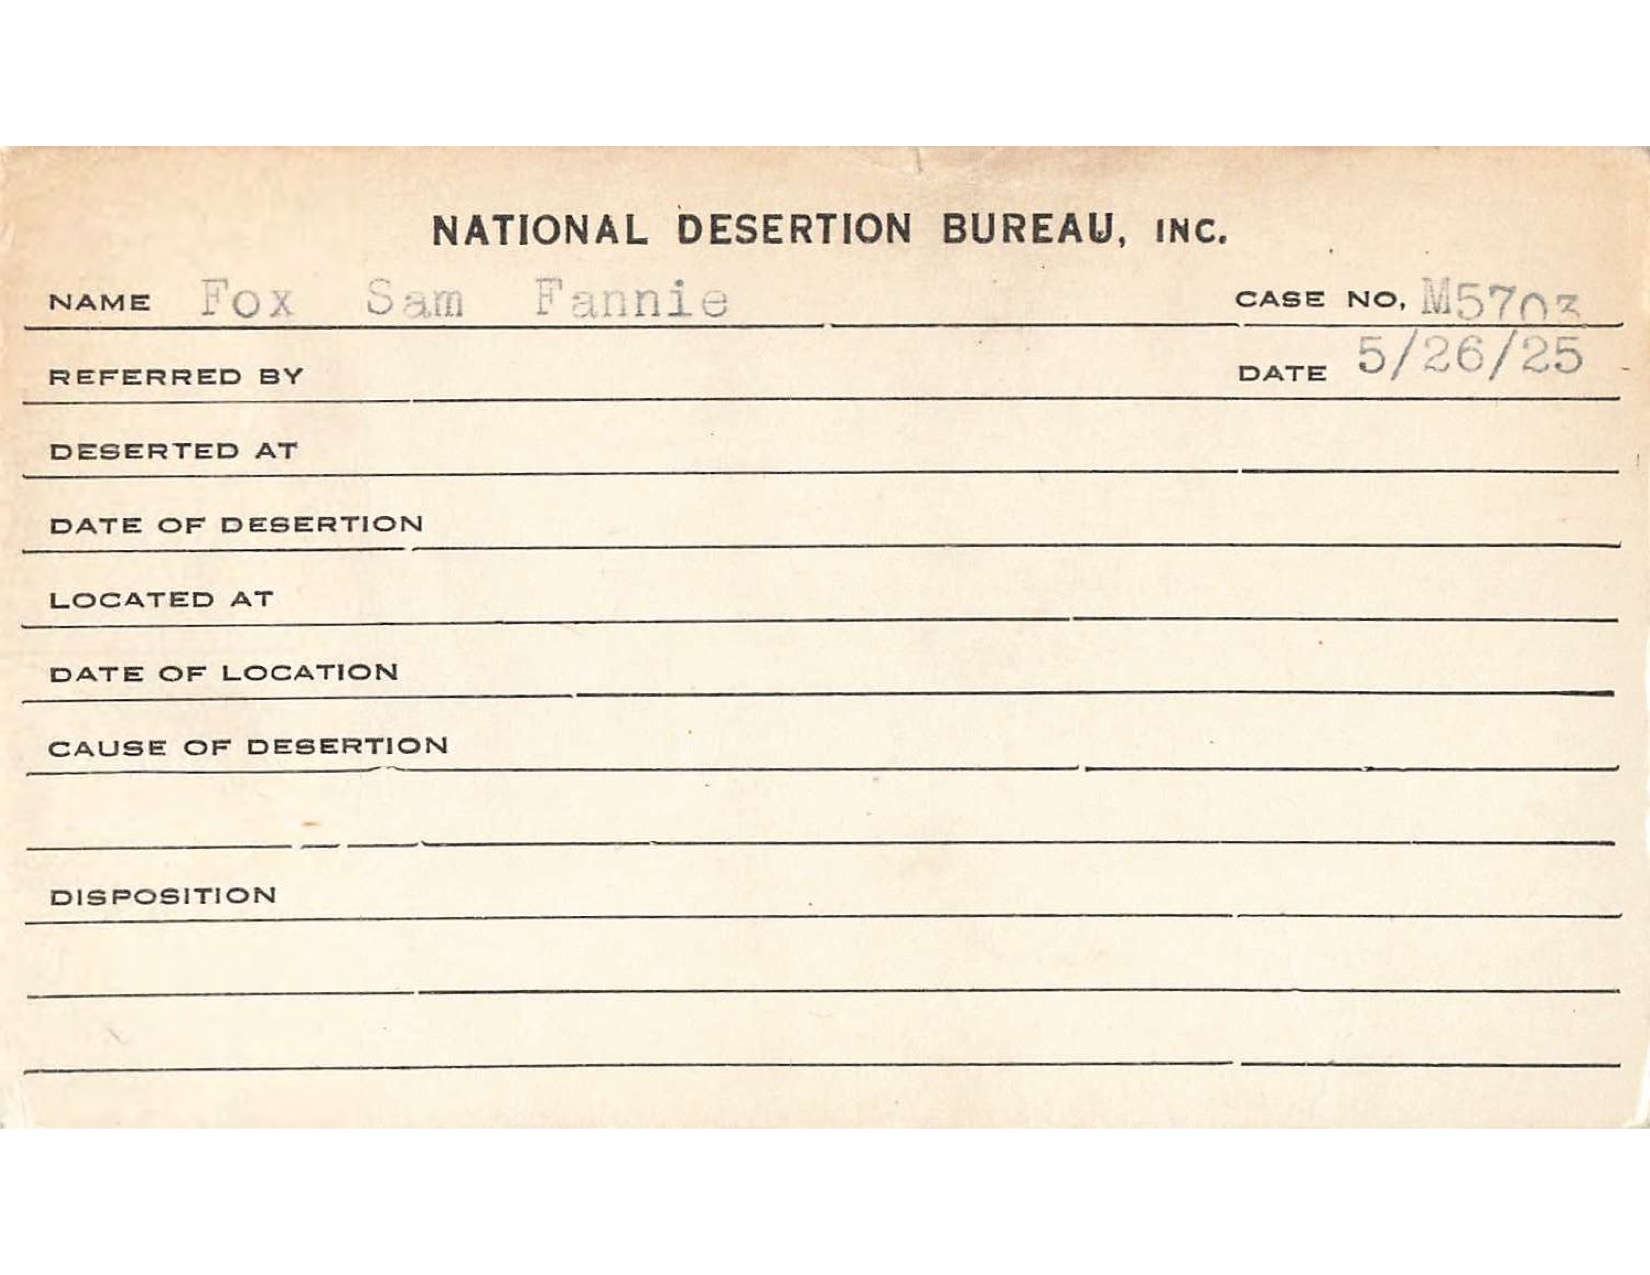 NATIONAL DESERTION BUREAU, INC.
NAME Fox Sam Fannie CASE NO. M5703
REFERRED BY DATE 5/26/25
DESERTED AT
DATE OF DESERTION
LOCATED AT
DATE OF LOCATION
CAUSE OF DESERTION
DISPOSITION